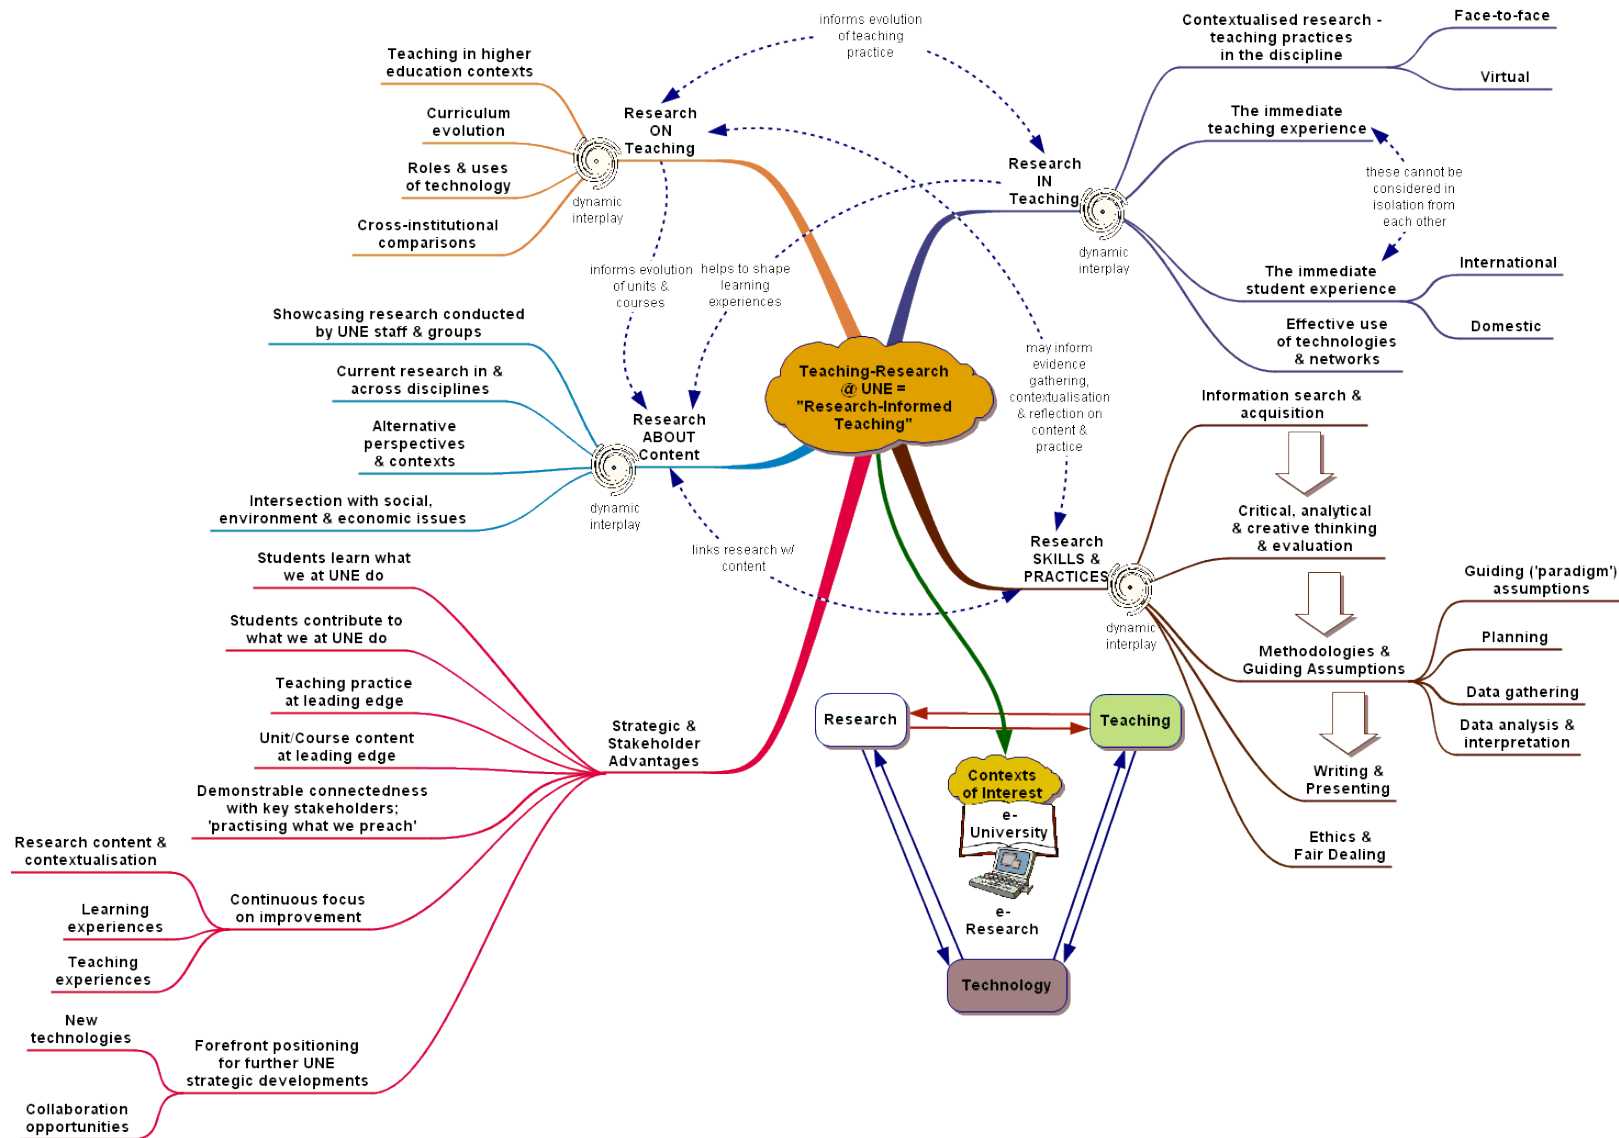 informs evolution
of teaching
practice
Contextualised research -
teaching practices
in the discipline
Face-to-face
Virtual
Teaching in higher
education contexts
Curriculum
evolution
Roles & uses
of technology
Cross-institutional
comparisons
dynamic
interplay
Research
ON
Teaching
The immediate
teaching experience
Research
IN
Teaching
these cannot be
considered in
isolation from
each other
dynamic
interplay
The immediate
student experience
International
Domestic
Effective use
of technologies
& networks
informs evolution
of units &
courses
helps to shape
learning
experiences
Showcasing research conducted
by UNE staff & groups
Current research in &
across disciplines
Alternative
perspectives
& contexts
Intersection with social,
environment & economic issues
dynamic
interplay
Research
ABOUT
Content
Teaching-Research
@ UNE =
"Research-Informed
Teaching"
may inform
evidence
gathering,
contextualisation
& reflection on
content &
practice
links research w/
content
Research
SKILLS &
PRACTICES
dynamic
interplay
Information search &
acquisition
Critical, analytical
& creative thinking
& evaluation
Methodologies &
Guiding Assumptions
Guiding ('paradigm')
assumptions
Planning
Data gathering
Data analysis &
interpretation
Writing &
Presenting
Ethics &
Fair Dealing
Students learn what
we at UNE do
Students contribute to
what we at UNE do
Teaching practice
at leading edge
Unit/Course content
at leading edge
Demonstrable connectedness
with key stakeholders;
'practising what we preach'
Strategic &
Stakeholder
Advantages
Continuous focus
on improvement
Research content &
contextualisation
Learning
experiences
Teaching
experiences
Forefront positioning
for further UNE
strategic developments
New
technologies
Collaboration
opportunities
Research
Teaching
Contexts
of Interest
e-
University
e-
Research
Technology